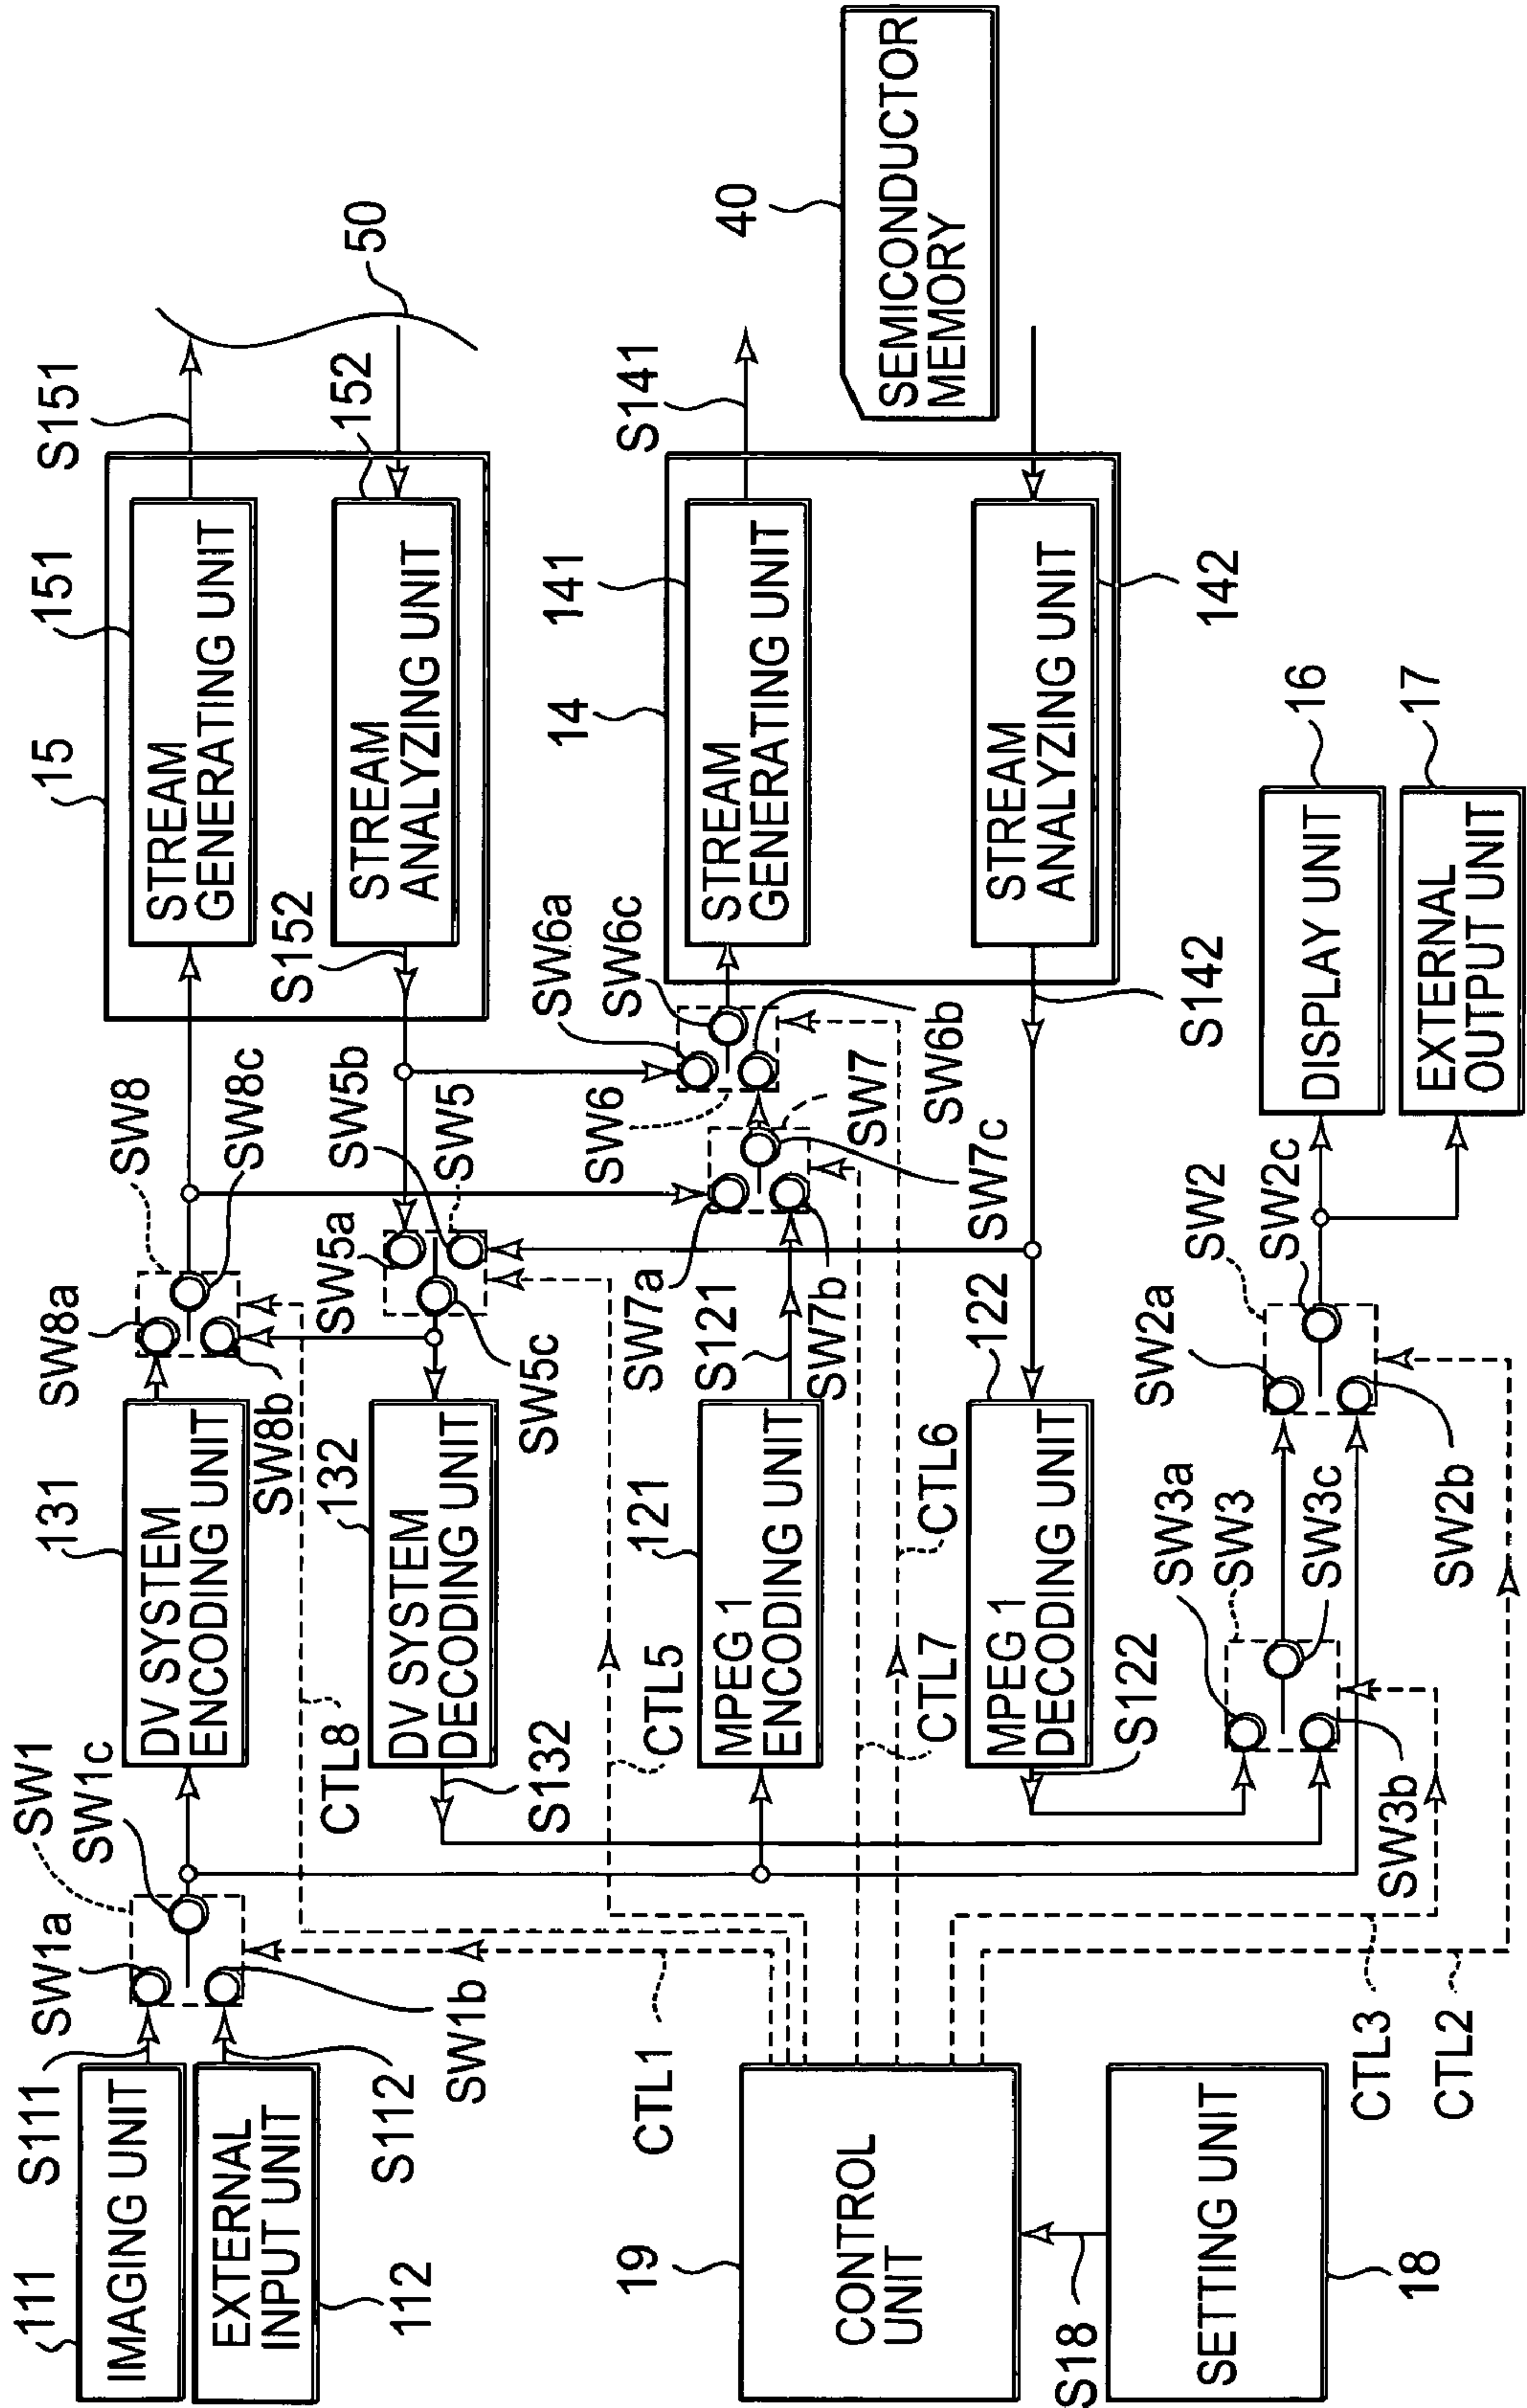 111
IMAGING UNIT
S111
EXTERNAL
INPUT UNIT
112
S112
SW1a
SW1
SW1c
SW1b
131
DV SYSTEM
ENCODING UNIT
SW8a
SW8
SW8c
SW8b
CTL8
132
DV SYSTEM
DECODING UNIT
S132
SW5a
SW5b
SW5
SW5c
CTL5
15
151
STREAM
GENERATING UNIT
S151
50
STREAM
ANALYZING UNIT
152
S152
121
MPEG 1
ENCODING UNIT
S121
SW7a
SW7b
SW7
SW7c
CTL7
CTL6
SW6
SW6a
SW6c
SW6b
14
141
STREAM
GENERATING UNIT
S141
40
SEMICONDUCTOR
MEMORY
STREAM
ANALYZING UNIT
142
S142
122
MPEG 1
DECODING UNIT
S122
CTL1
19
CONTROL
UNIT
S18
SETTING UNIT
18
CTL3
CTL2
SW3a
SW3
SW3c
SW3b
SW2a
SW2
SW2c
SW2b
DISPLAY UNIT
16
EXTERNAL
OUTPUT UNIT
17